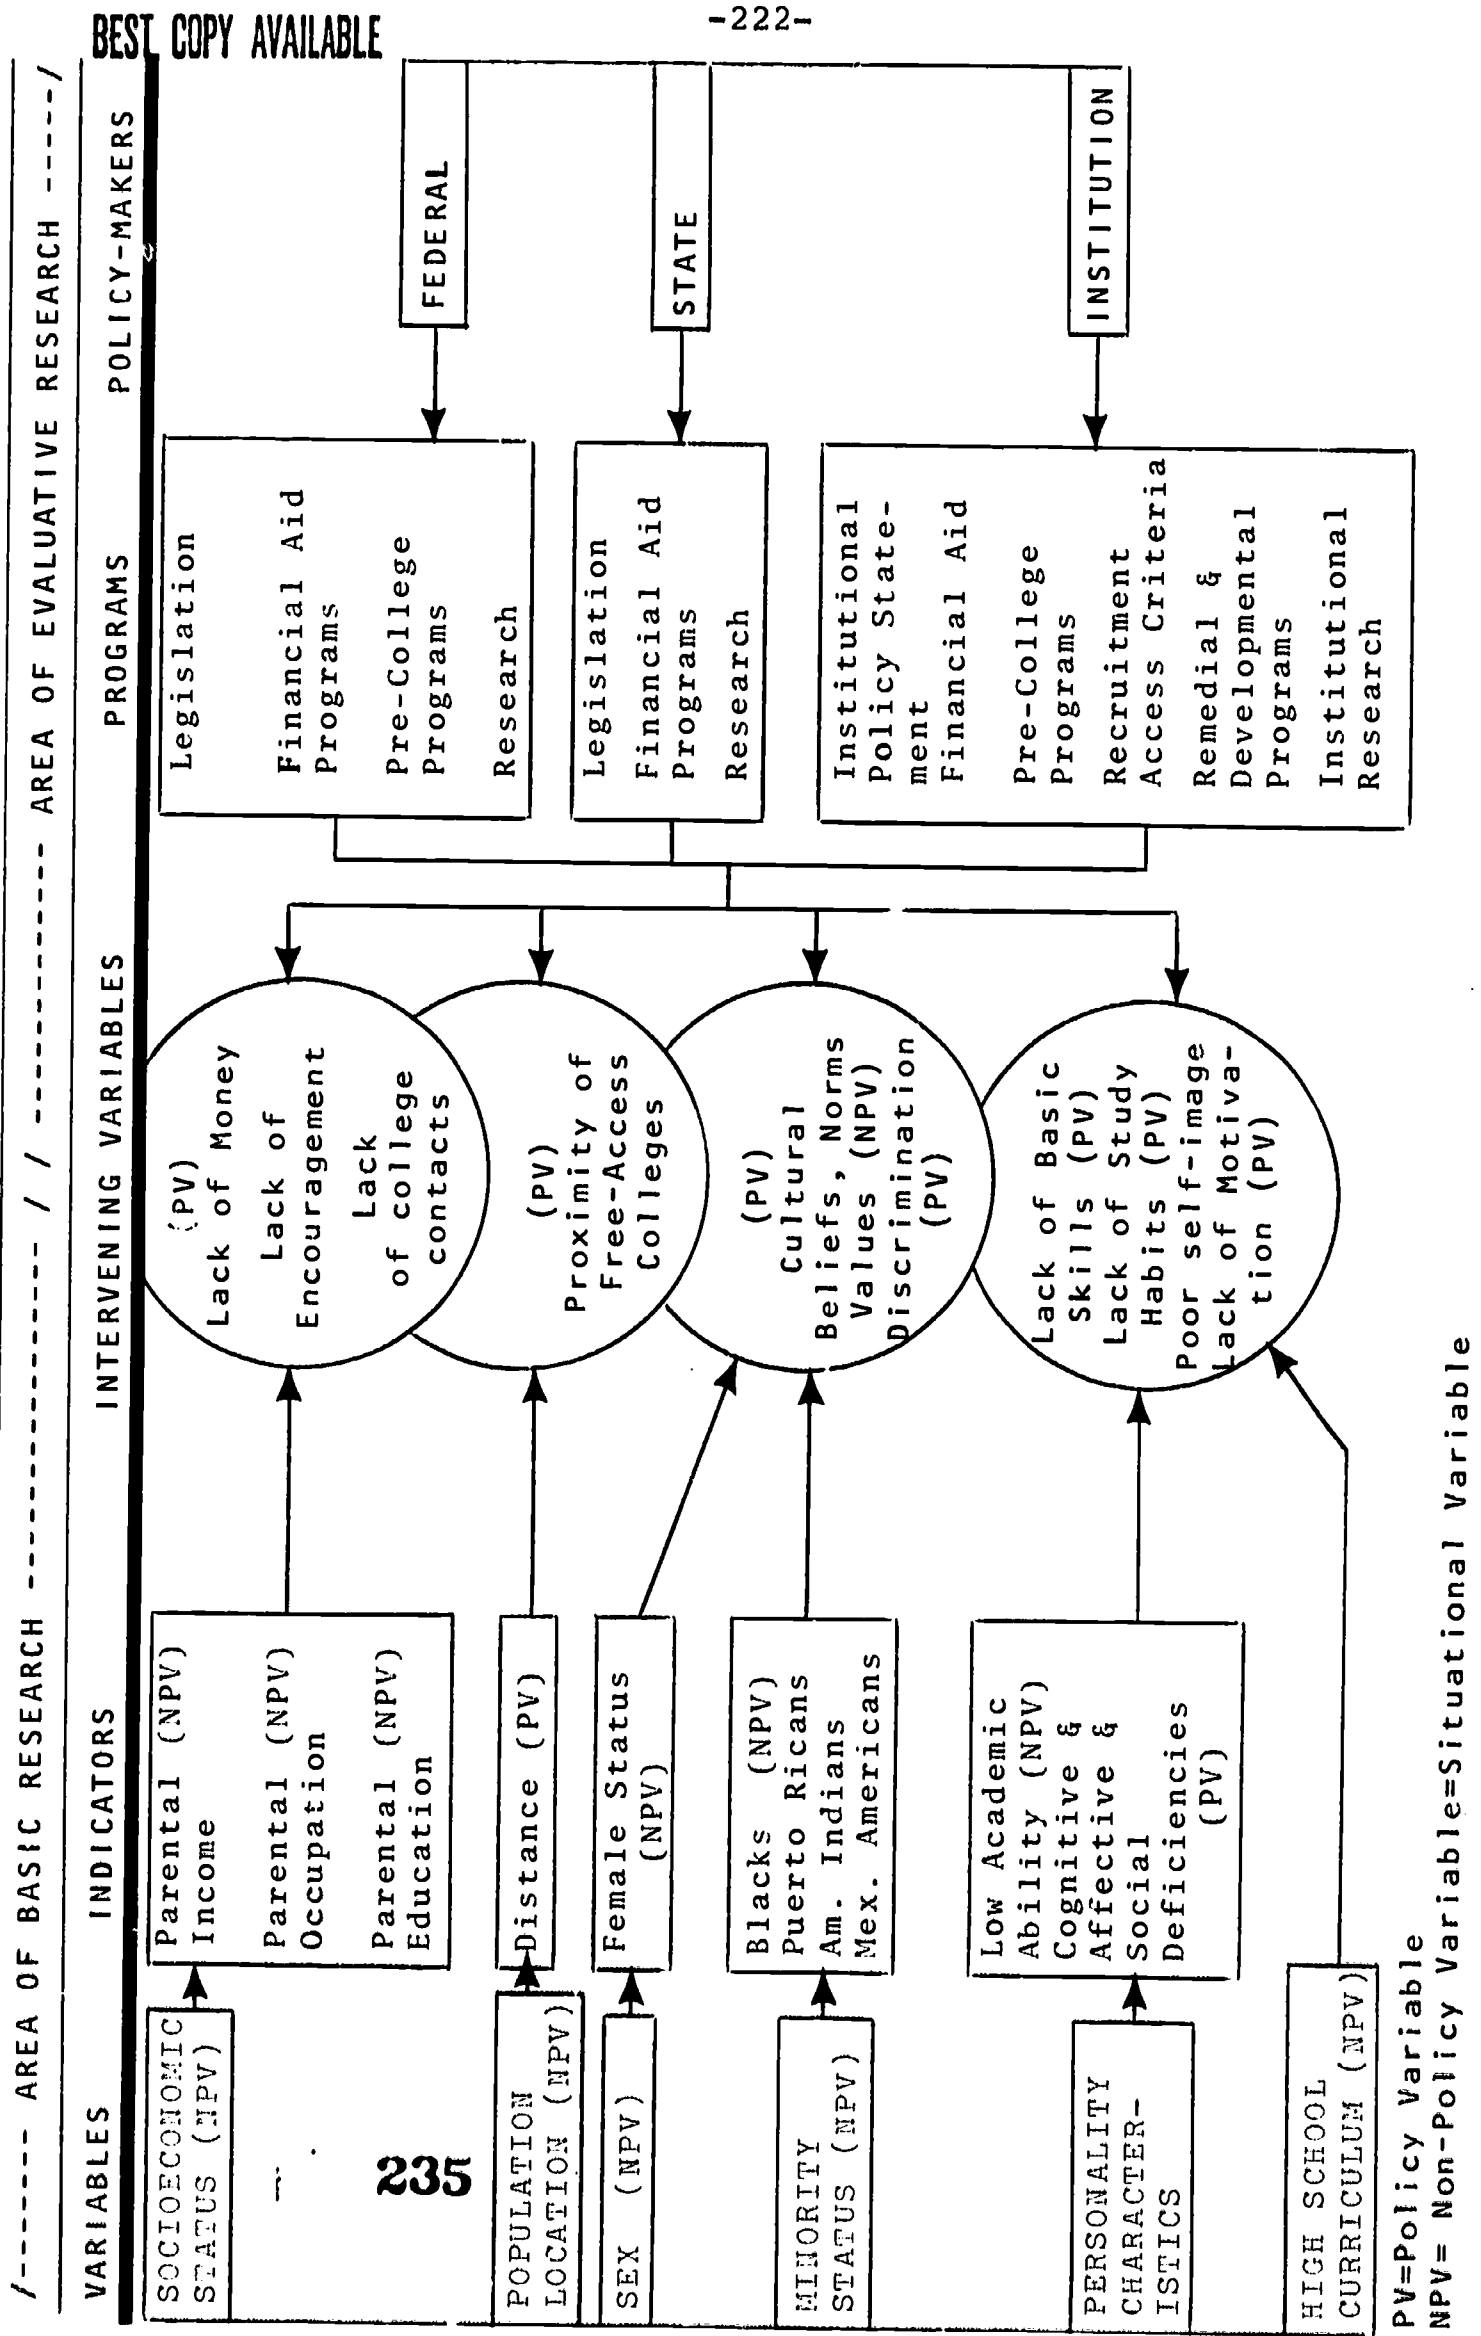 BEST COPY AVAILABLE
-222-
/------ AREA OF BASIC RESEARCH --------------------/ /------------- AREA OF EVALUATIVE RESEARCH -----/
VARIABLES
INDICATORS
INTERVENING VARIABLES
PROGRAMS
POLICY-MAKERS
SOCIOECONOMIC
STATUS (NPV)
POPULATION
LOCATION (NPV)
SEX (NPV)
MINORITY
STATUS (NPV)
PERSONALITY
CHARACTER-
ISTICS
HIGH SCHOOL
CURRICULUM (NPV)
Parental (NPV)
Income
Parental (NPV)
Occupation
Parental (NPV)
Education
Distance (PV)
Female Status
(NPV)
Blacks (NPV)
Puerto Ricans
Am. Indians
Mex. Americans
Low Academic
Ability (NPV)
Cognitive &
Affective &
Social
Deficiencies
(PV)
(PV)
Lack of Money
Lack of
Encouragement
Lack
of college
contacts
(PV)
Proximity of
Free-Access
Colleges
(PV)
Cultural
Beliefs, Norms
Values (NPV)
Discrimination
(PV)
Lack of Basic
Skills (PV)
Lack of Study
Habits (PV)
Poor self-image
Lack of Motiva-
tion (PV)
Legislation
Financial Aid
Programs
Pre-College
Programs
Research
Legislation
Financial Aid
Programs
Research
Institutional
Policy State-
ment
Financial Aid
Pre-College
Programs
Recruitment
Access Criteria
Remedial &
Developmental
Programs
Institutional
Research
FEDERAL
STATE
INSTITUTION
PV=Policy Variable
NPV= Non-Policy Variable=Situational Variable
235